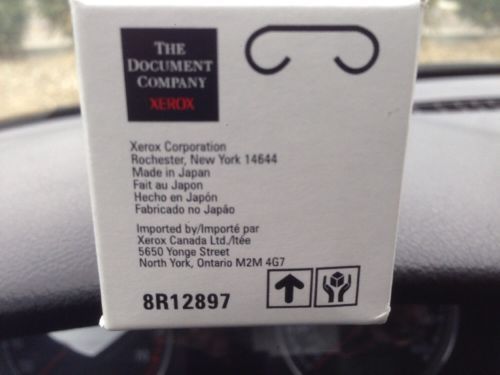 THE
DOCUMENT
COMPANY
XEROX
Xerox Corporation
Rochester, New York 14644
Made in Japan
Fait au Japon
Hecho en Japón
Fabricado no Japão
Imported by/Importé par
Xerox Canada Ltd./ltée
5650 Yonge Street
North York, Ontario M2M 4G7
8R12897